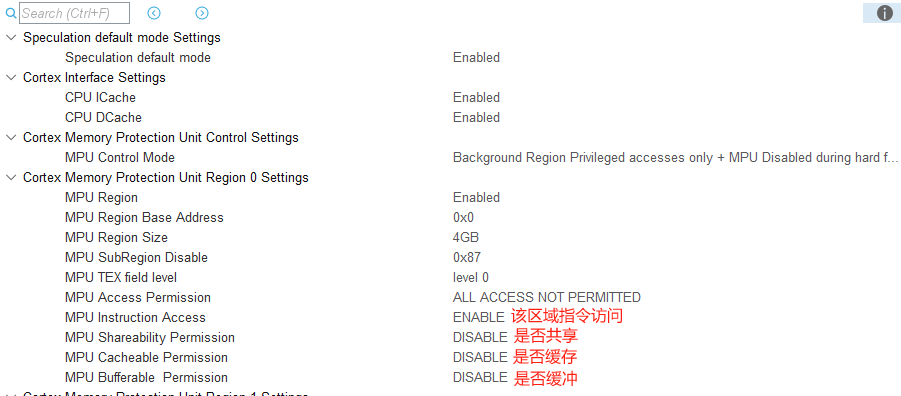 Search (Ctrl+F)
Speculation default mode Settings
Speculation default mode Enabled
Cortex Interface Settings
CPU ICache Enabled
CPU DCache Enabled
Cortex Memory Protection Unit Control Settings
MPU Control Mode Background Region Privileged accesses only + MPU Disabled during hard f...
Cortex Memory Protection Unit Region 0 Settings
MPU Region Enabled
MPU Region Base Address 0x0
MPU Region Size 4GB
MPU SubRegion Disable 0x87
MPU TEX field level level 0
MPU Access Permission ALL ACCESS NOT PERMITTED
MPU Instruction Access ENABLE 该区域指令访问
MPU Shareability Permission DISABLE 是否共享
MPU Cacheable Permission DISABLE 是否缓存
MPU Bufferable Permission DISABLE 是否缓冲